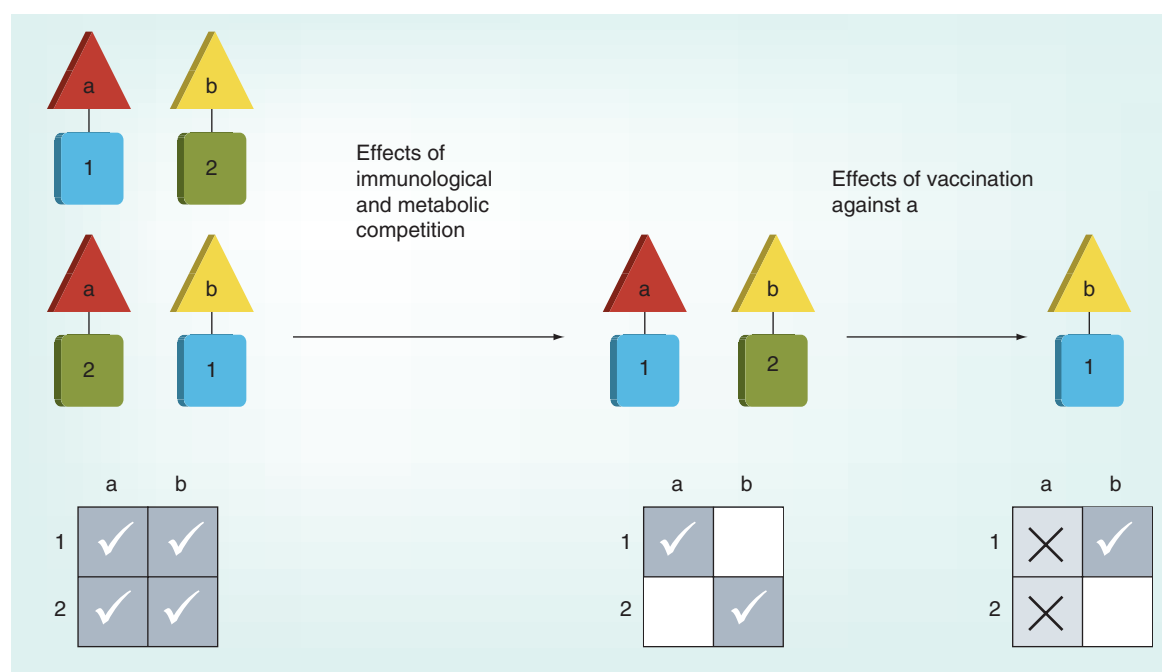 a b
1 2
Effects of
immunological
and metabolic
competition
Effects of vaccination
against a
a b
2 1
a b
1 2
b
1
a b
1
2
a b
1
2
a b
1
2